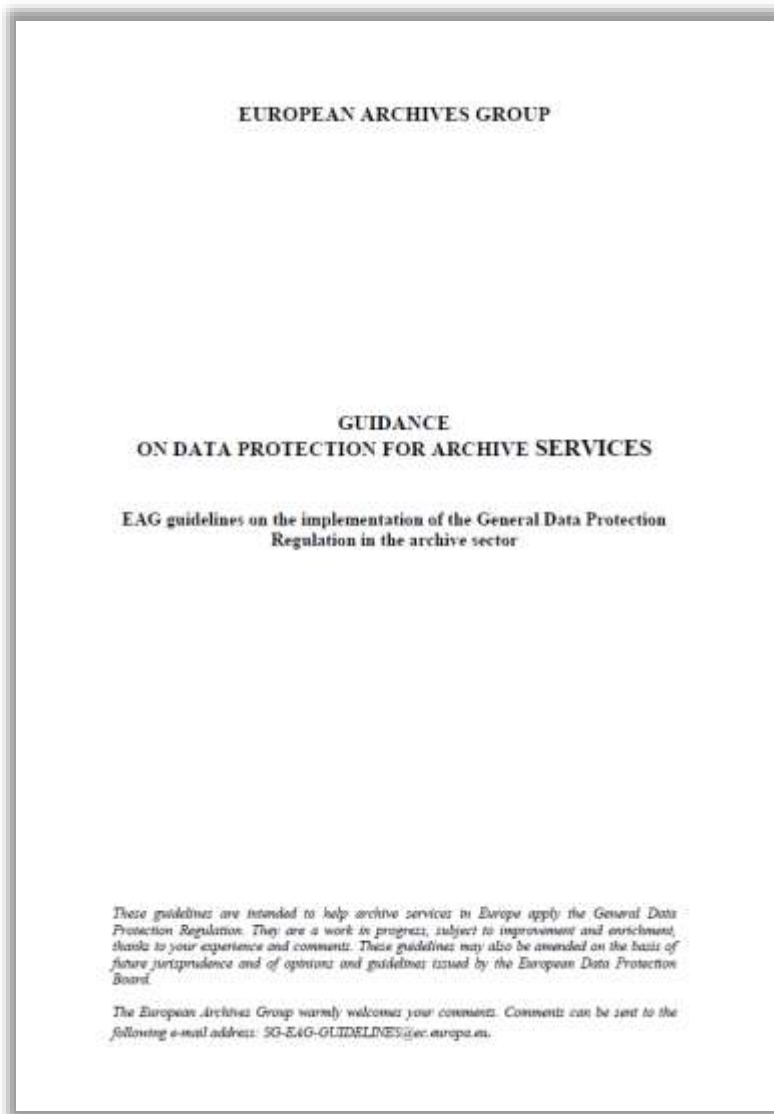 EUROPEAN ARCHIVES GROUP
GUIDANCE
ON DATA PROTECTION FOR ARCHIVE SERVICES
EAG guidelines on the implementation of the General Data Protection
Regulation in the archive sector
These guidelines are intended to help archive services in Europe apply the General Data
Protection Regulation. They are a work in progress, subject to improvement and enrichment,
thanks to your experience and comments. These guidelines may also be amended on the basis of
future jurisprudence and of opinions and guidelines issued by the European Data Protection
Board.
The European Archives Group warmly welcomes your comments. Comments can be sent to the
following e-mail address: SG-EAG-GUIDELINES@ec.europa.eu.